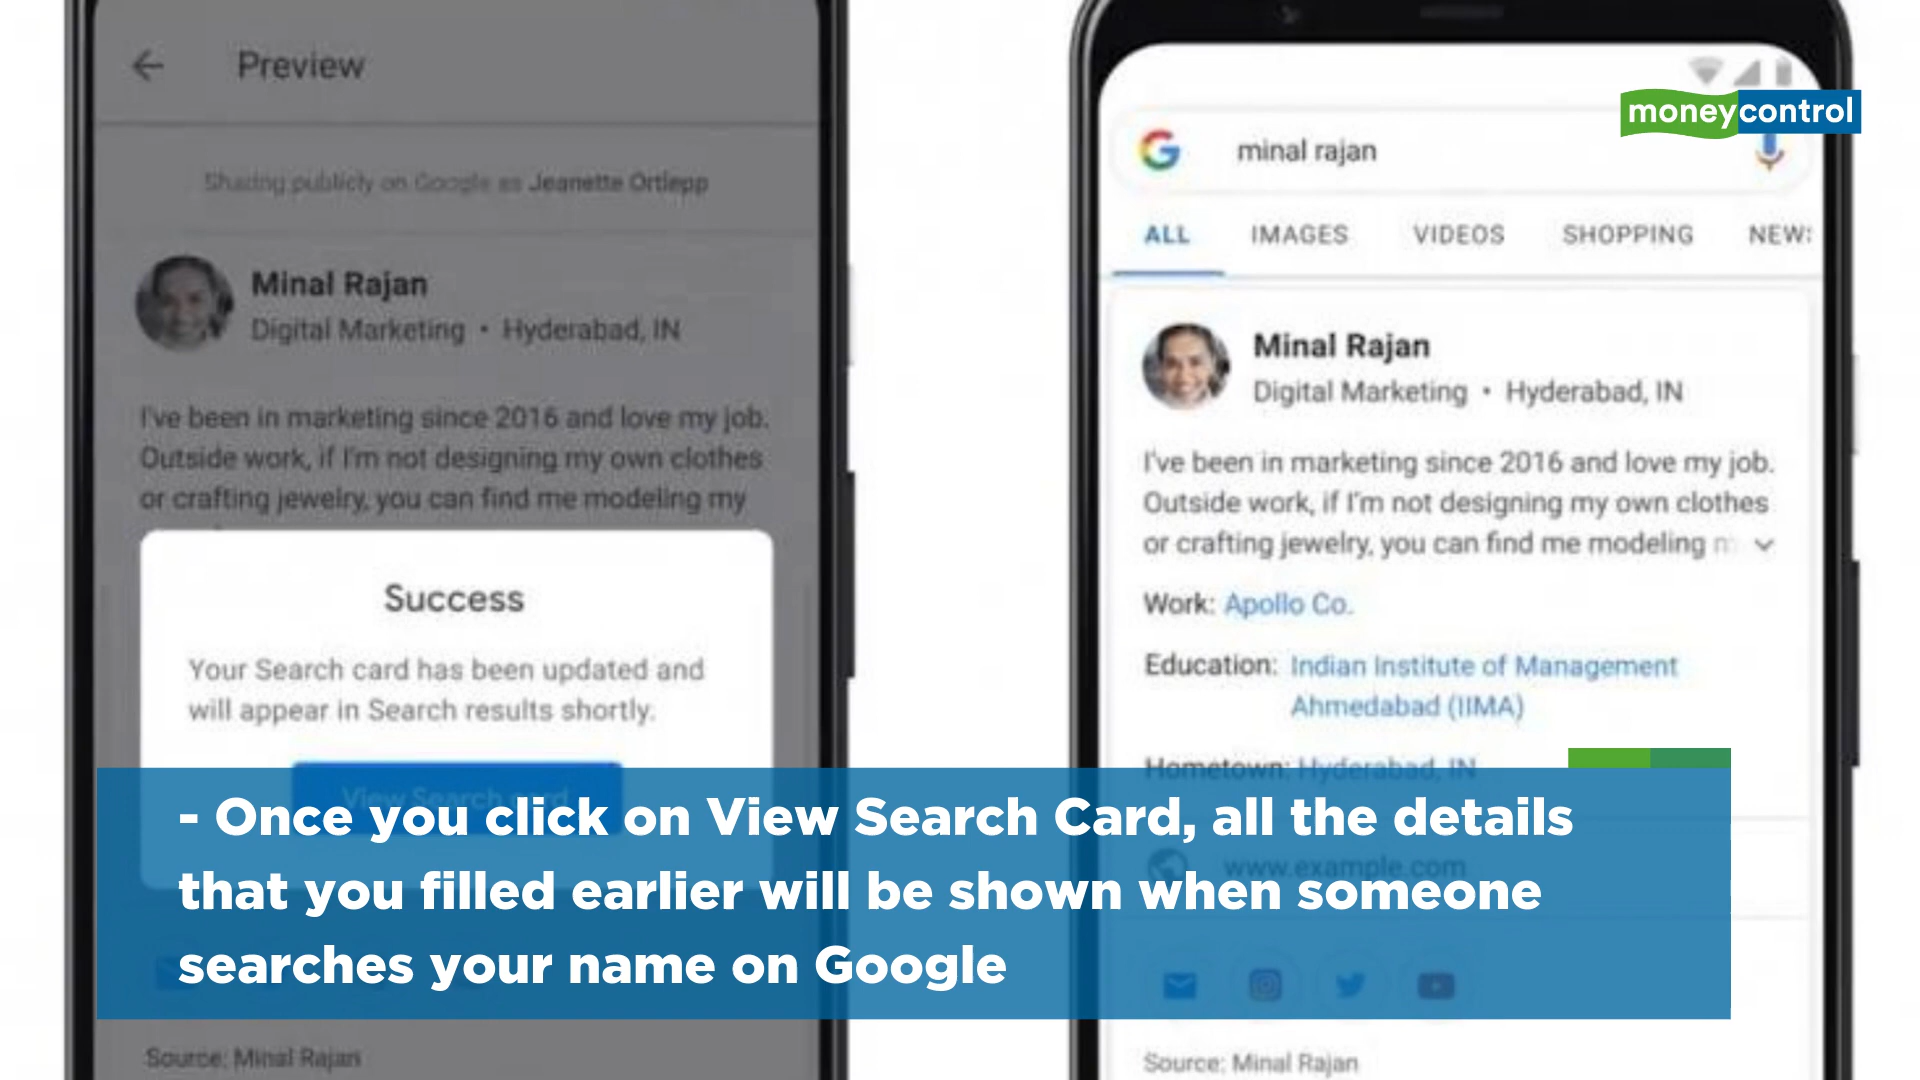 Preview
Sharing publicly on Google as Jeanette Ortlepp
Minal Rajan
Digital Marketing • Hyderabad, IN
I've been in marketing since 2016 and love my job.
Outside work, if I'm not designing my own clothes
or crafting jewelry, you can find me modeling my
Success
Your Search card has been updated and
will appear in Search results shortly.
View Search card
Source: Minal Rajan
moneycontrol
minal rajan
ALL IMAGES VIDEOS SHOPPING NEWS
Minal Rajan
Digital Marketing • Hyderabad, IN
I've been in marketing since 2016 and love my job.
Outside work, if I'm not designing my own clothes
or crafting jewelry, you can find me modeling m
Work: Apollo Co.
Education: Indian Institute of Management
Ahmedabad (IIMA)
Hometown: Hyderabad, IN
www.example.com
Source: Minal Rajan
- Once you click on View Search Card, all the details
that you filled earlier will be shown when someone
searches your name on Google